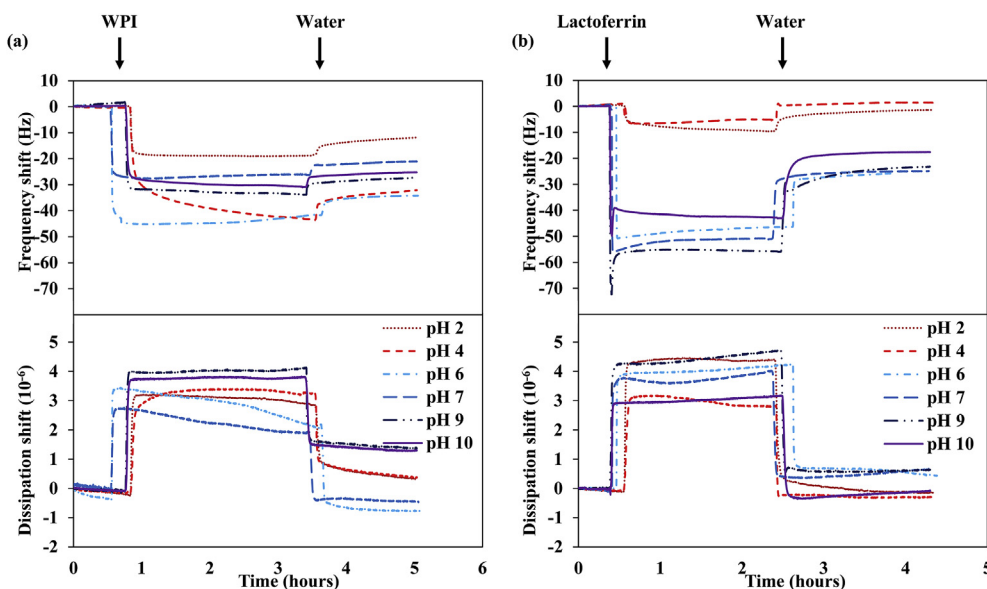 WPI Water
(a)
Frequency shift (Hz)
10
0
-10
-20
-30
-40
-50
-60
-70
Dissipation shift (10⁻⁶)
5
4
3
2
1
0
-1
-2
pH 2
pH 4
pH 6
pH 7
pH 9
pH 10
0 1 2 3 4 5 6
Time (hours)
Lactoferrin Water
(b)
Frequency shift (Hz)
10
0
-10
-20
-30
-40
-50
-60
-70
Dissipation shift (10⁻⁶)
5
4
3
2
1
0
-1
-2
pH 2
pH 4
pH 6
pH 7
pH 9
pH 10
0 1 2 3 4 5
Time (hours)